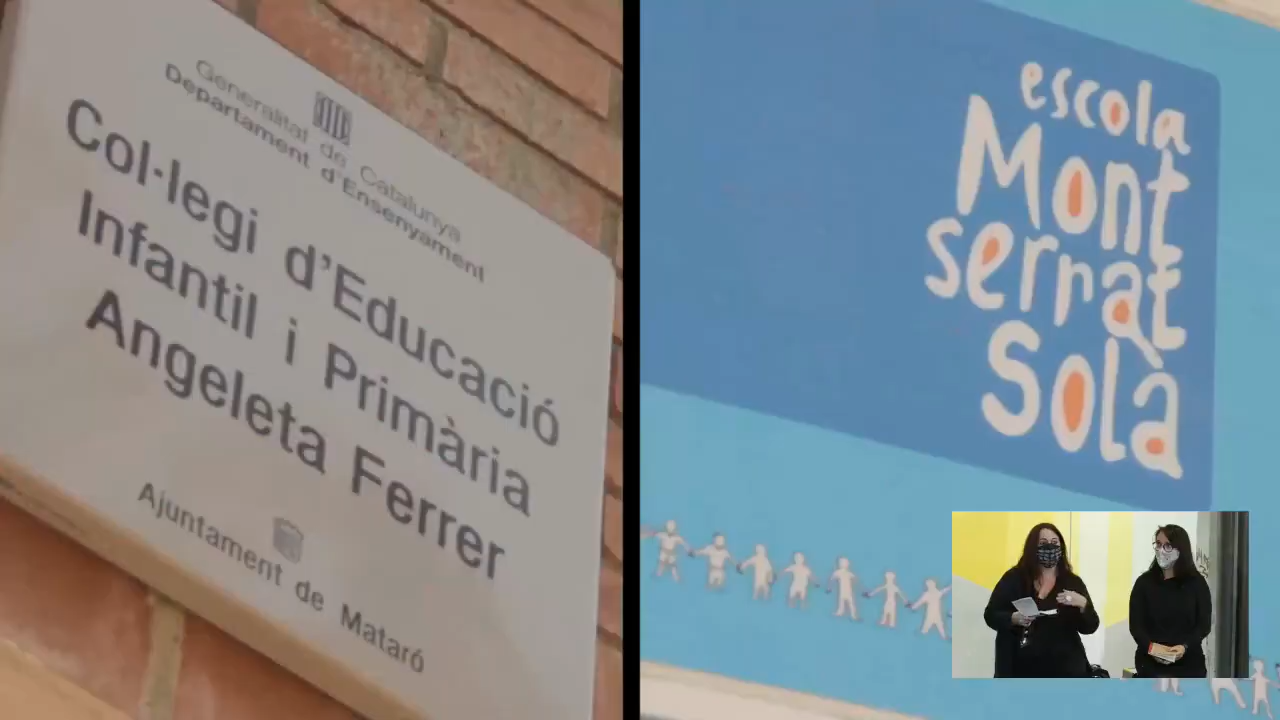 Generalitat de Catalunya
Departament d'Ensenyament
Col·legi d'Educació
Infantil i Primària
Angeleta Ferrer
Ajuntament de Mataró
escola
Mont
serrat
Solà